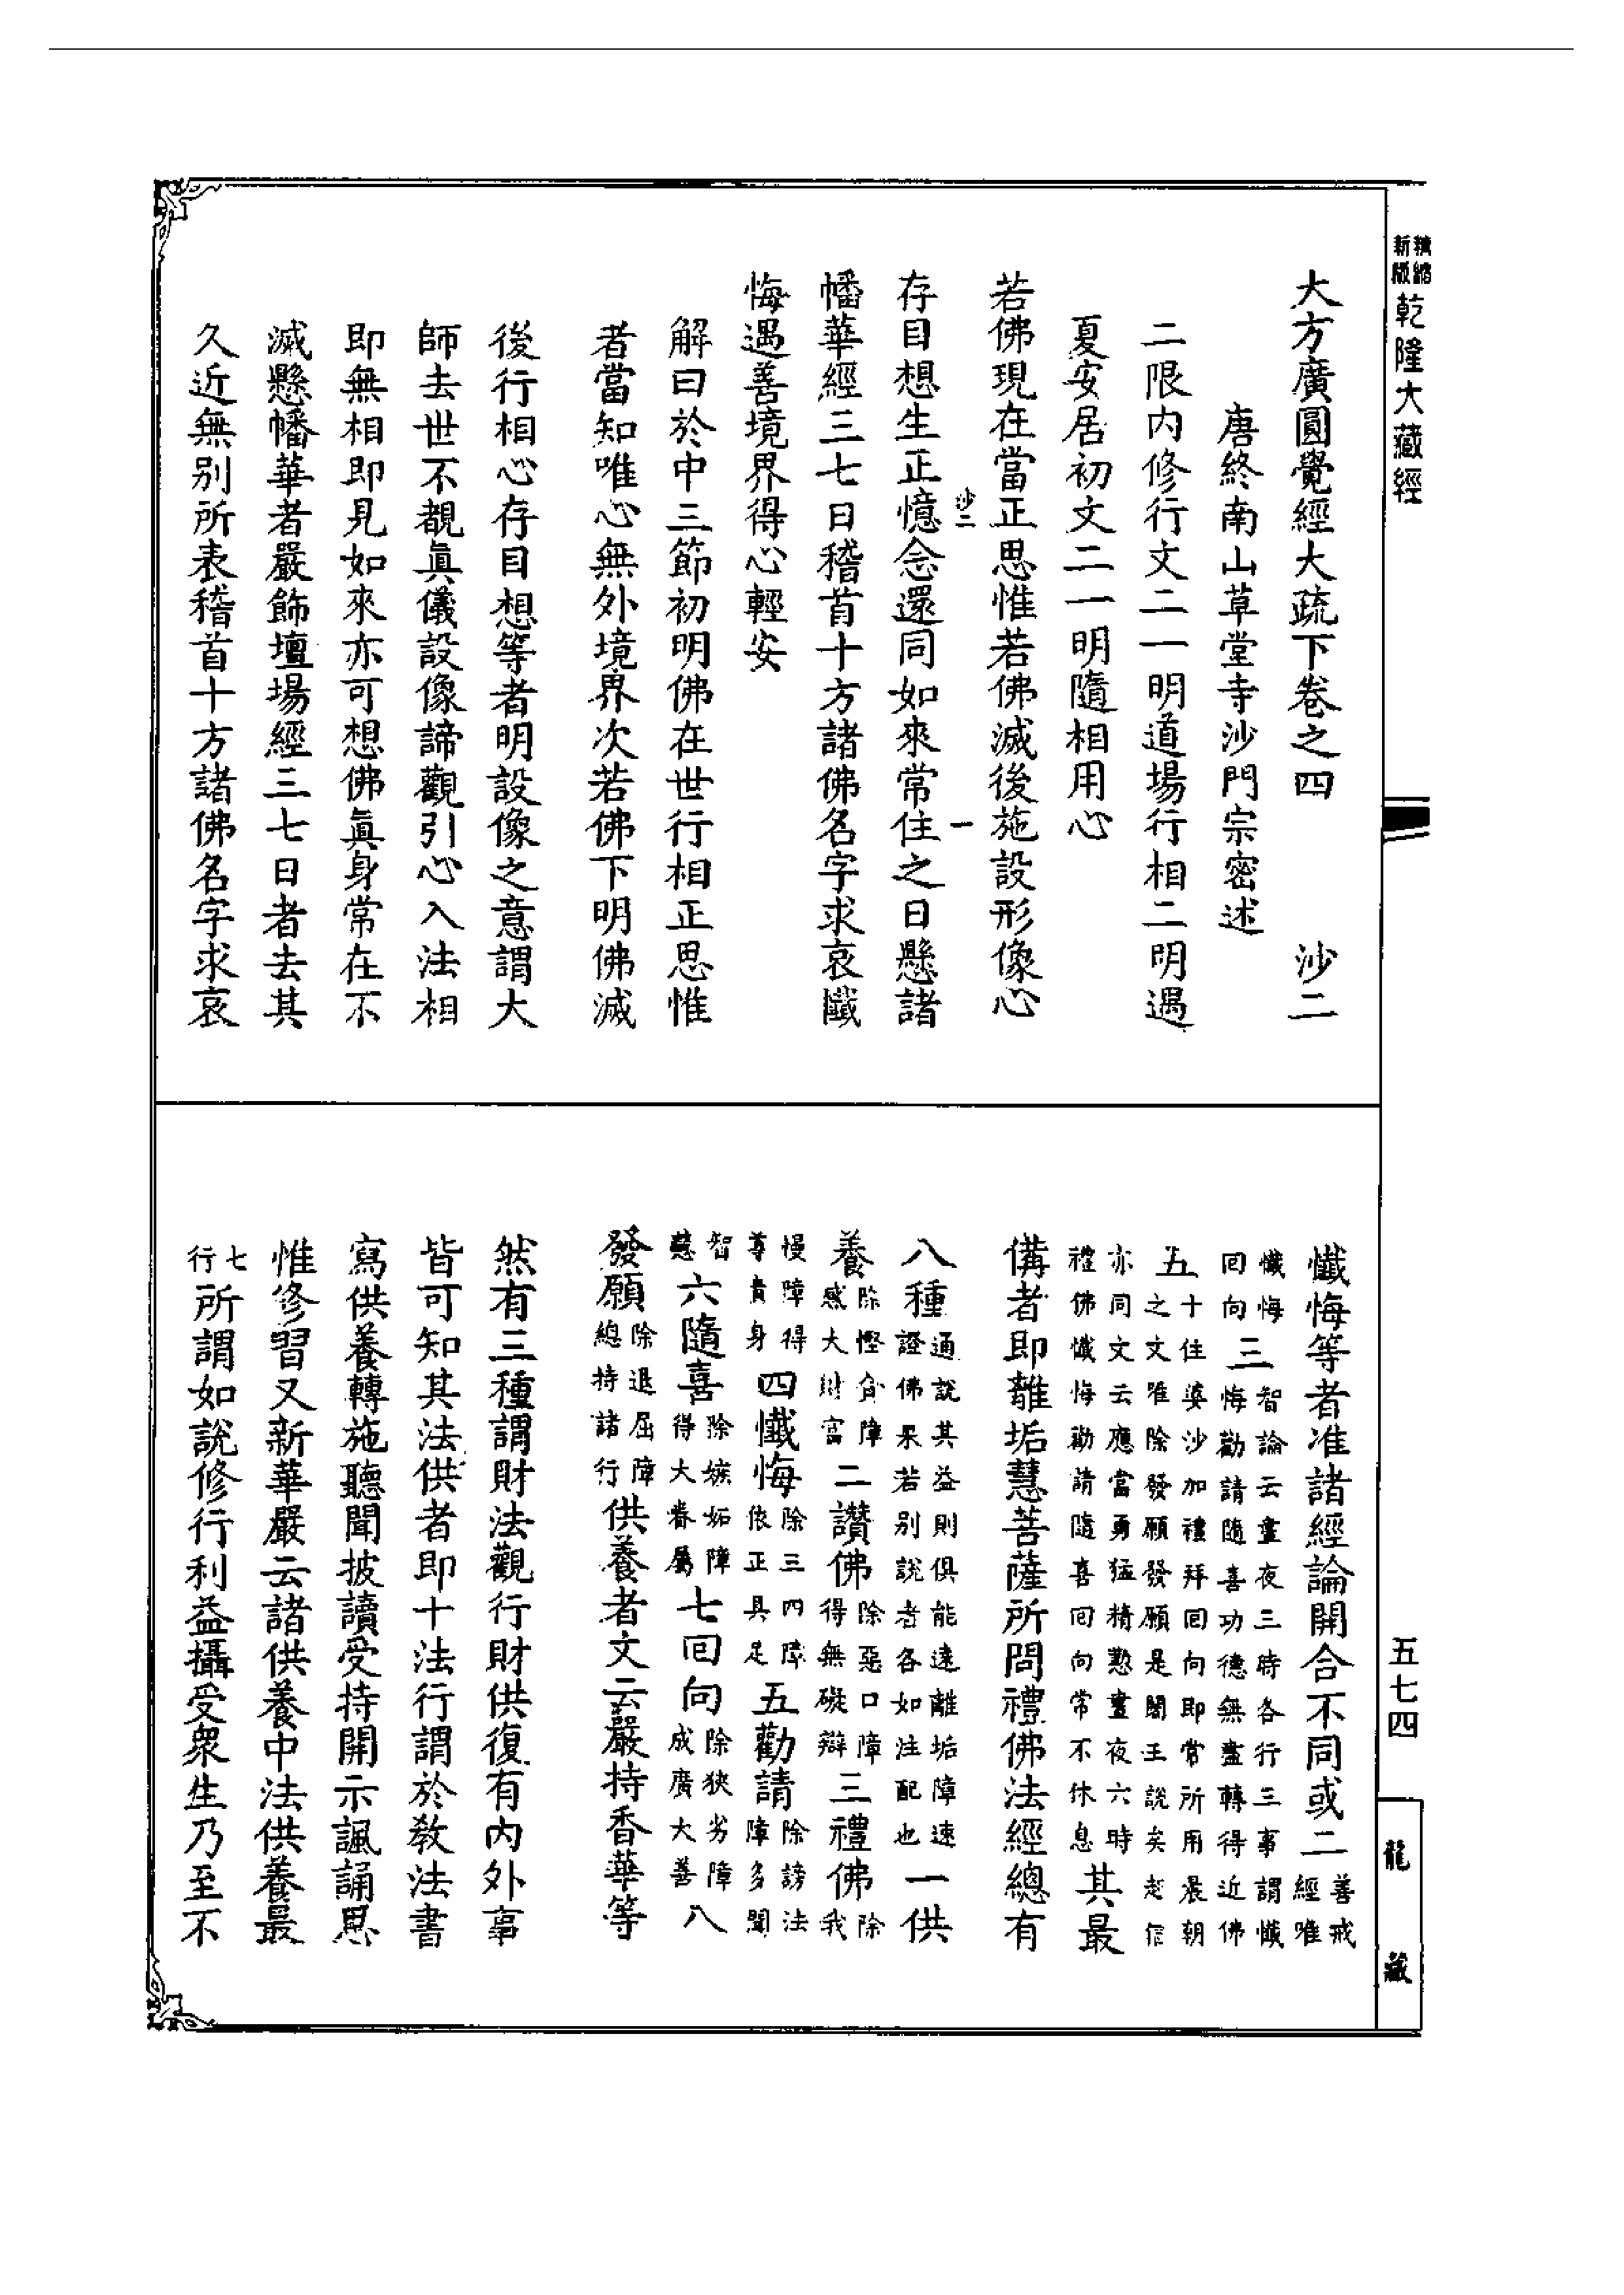 精縮新版乾隆大藏經
大方廣圓覺經大疏下卷之四　沙二
唐終南山草堂寺沙門宗密述
二限內修行文二一明道場行相二明遇
夏安居初文二一明隨相用心
若佛現在當正思惟若佛滅後施設形像心
沙二　一
存目想生正憶念還同如來常住之日懸諸
幡華經三七日稽首十方諸佛名字求哀懺
悔遇善境界得心輕安
解曰於中三節初明佛在世行相正思惟
者當知唯心無外境界次若佛下明佛滅
後行相心存目想等者明設像之意謂大
師去世不覩眞儀設像諦觀引心入法相
即無相即見如來亦可想佛眞身常在不
滅懸幡華者嚴飾壇場經三七日者去其
久近無別所表稽首十方諸佛名字求哀
懺悔等者准諸經論開合不同或二善戒經唯
懺悔回向三智論云晝夜三時各行三事謂懺悔勸請隨喜功德無盡轉得近佛
五十住婆沙加禮拜回向即常所用晨朝之文唯除發願發願是闍王說矣起信
亦同文云應當勇猛精懃晝夜六時禮佛懺悔勸請隨喜回向常不休息其最
備者即離垢慧菩薩所問禮佛法經總有
八種通說其益則俱能遠離垢障速證佛果若別說者各如注配也一供
養除慳貪障感大財富二讚佛除惡口障得無礙辯三禮佛除我
慢障得尊貴身四懺悔除三四障依正具足五勸請除謗法障多聞
智慧六隨喜除嫉妬障得大眷屬七回向除狹劣障成廣大善八
發願除退屈障總持諸行供養者文云嚴持香華等
然有三種謂財法觀行財供復有內外事
皆可知其法供者即十法行謂於教法書
寫供養轉施聽聞披讀受持開示諷誦思
惟修習又新華嚴云諸供養中法供養最
七行所謂如說修行利益攝受眾生乃至不
五七四
龍藏